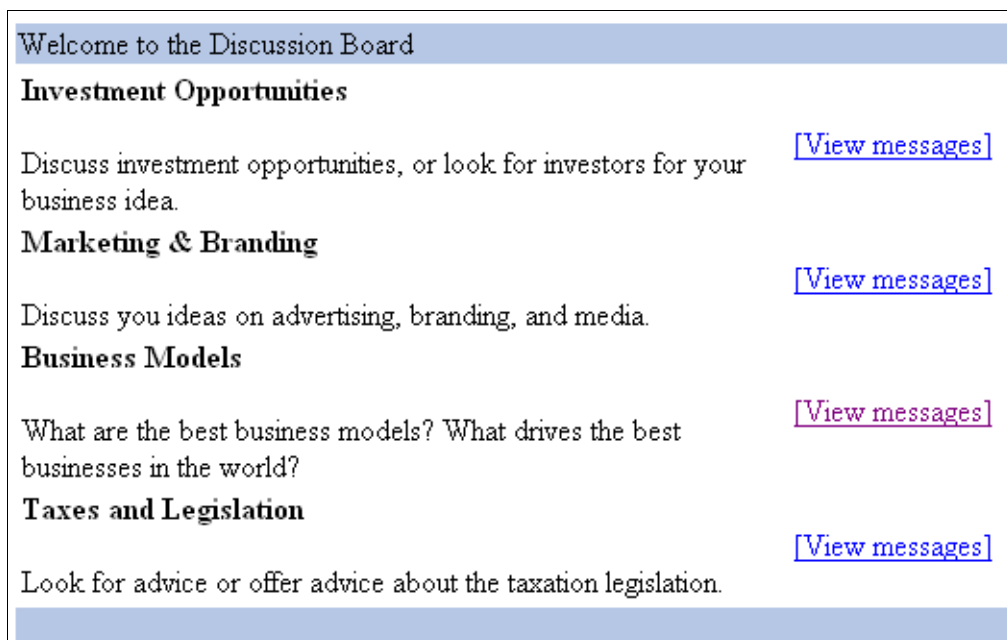 Welcome to the Discussion Board
Investment Opportunities
[View messages]
Discuss investment opportunities, or look for investors for your
business idea.
Marketing & Branding
[View messages]
Discuss you ideas on advertising, branding, and media.
Business Models
[View messages]
What are the best business models? What drives the best
businesses in the world?
Taxes and Legislation
[View messages]
Look for advice or offer advice about the taxation legislation.